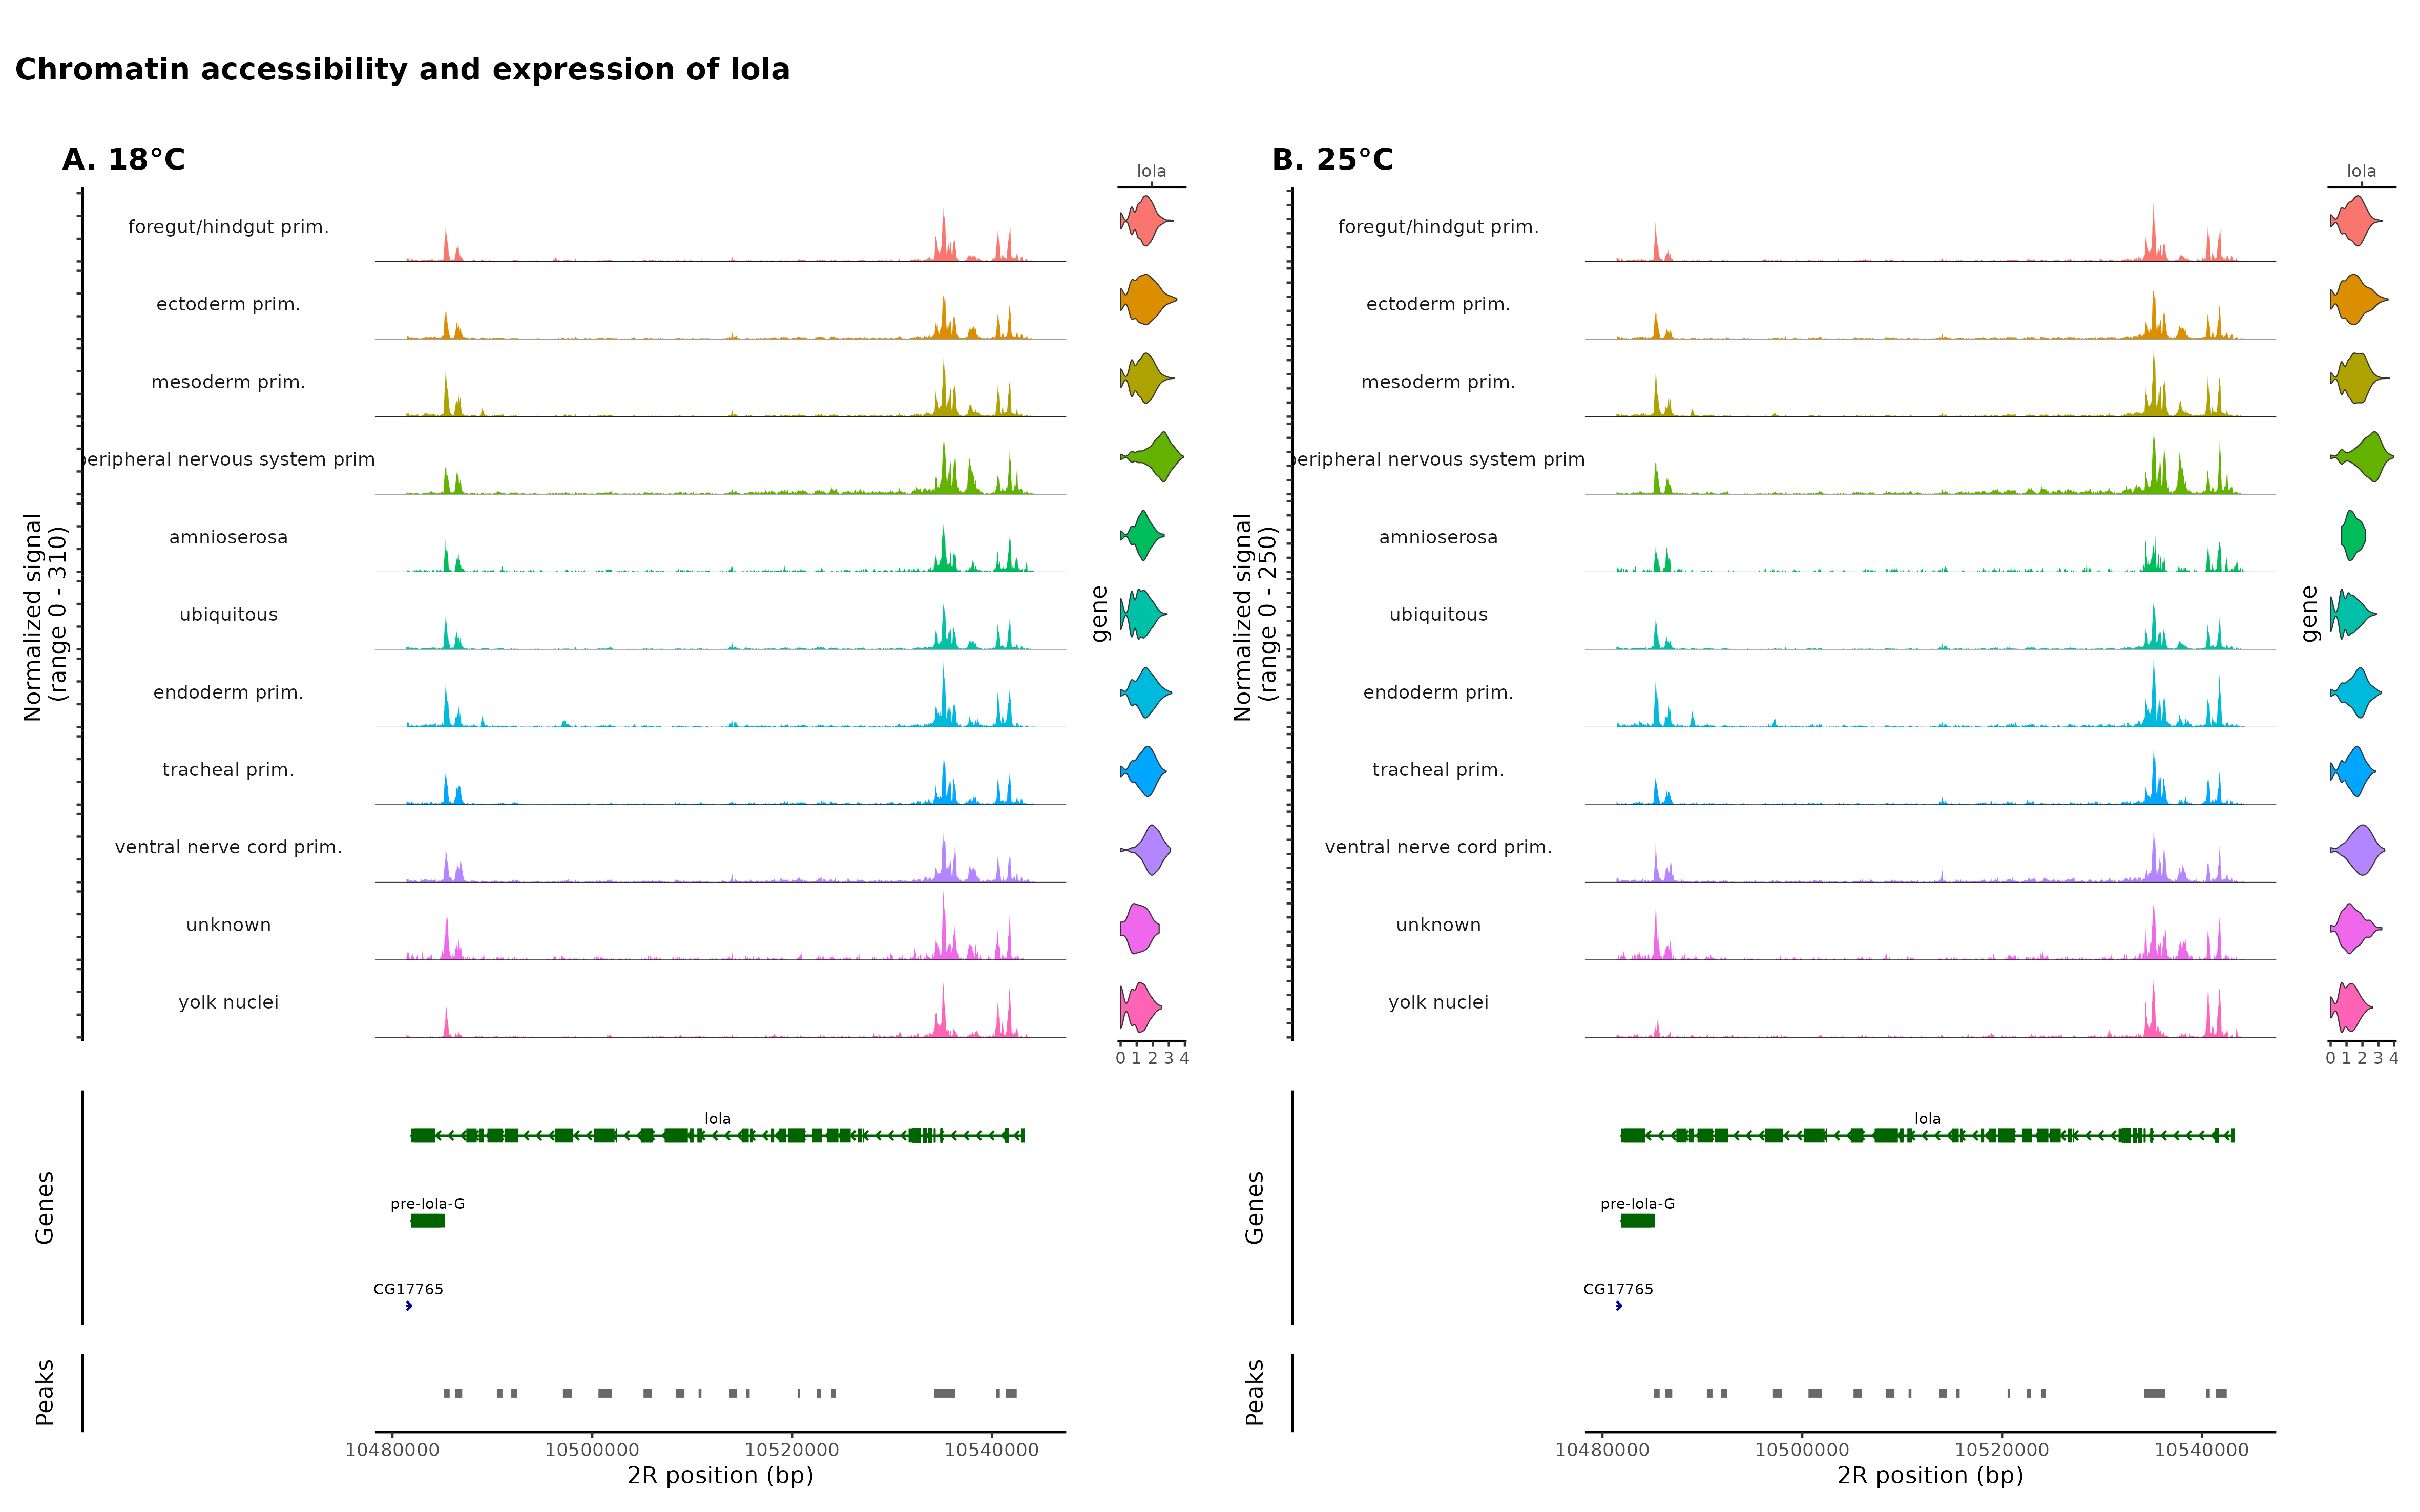 Chromatin accessibility and expression of lola
A. 18°C
lola
Normalized signal
(range 0 - 310)
foregut/hindgut prim.
ectoderm prim.
mesoderm prim.
peripheral nervous system prim
amnioserosa
ubiquitous
endoderm prim.
tracheal prim.
ventral nerve cord prim.
unknown
yolk nuclei
gene
0 1 2 3 4
Genes
lola
pre-lola-G
CG17765
Peaks
10480000 10500000 10520000 10540000
2R position (bp)
B. 25°C
lola
Normalized signal
(range 0 - 250)
foregut/hindgut prim.
ectoderm prim.
mesoderm prim.
peripheral nervous system prim
amnioserosa
ubiquitous
endoderm prim.
tracheal prim.
ventral nerve cord prim.
unknown
yolk nuclei
gene
0 1 2 3 4
Genes
lola
pre-lola-G
CG17765
Peaks
10480000 10500000 10520000 10540000
2R position (bp)